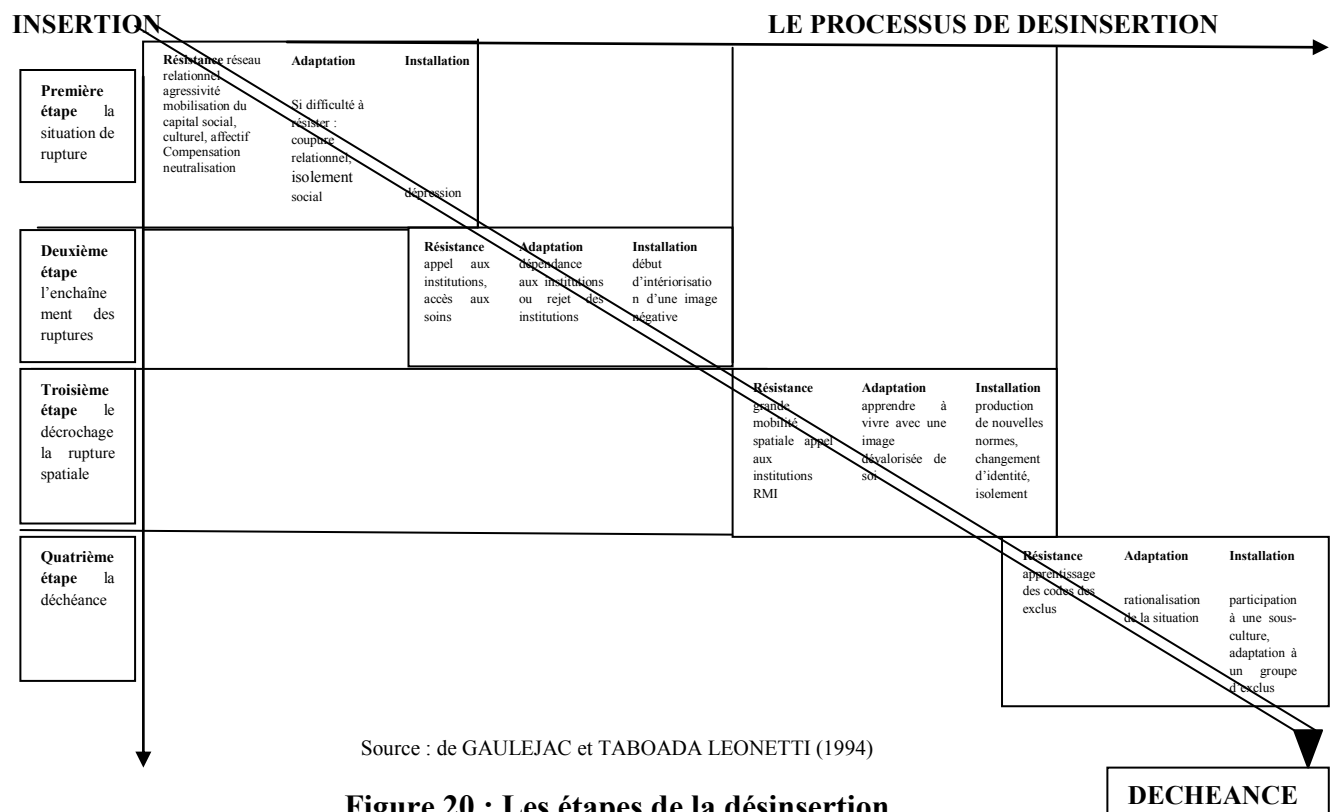 INSERTION
LE PROCESSUS DE DESINSERTION
Première
étape la
situation de
rupture
Résistance réseau
relationnel
agressivité
mobilisation du
capital social,
culturel, affectif
Compensation
neutralisation
Adaptation
Si difficulté à
résister :
coupure
relationnel,
isolement
social
Installation
dépression
Deuxième
étape
l'enchaîne
ment des
ruptures
Résistance
appel aux
institutions,
accès aux
soins
Adaptation
dépendance
aux institutions
ou rejet des
institutions
Installation
début
d'intériorisatio
n d'une image
négative
Troisième
étape le
décrochage
la rupture
spatiale
Résistance
grande
mobilité
spatiale appel
aux
institutions
RMI
Adaptation
apprendre à
vivre avec une
image
dévalorisée de
soi
Installation
production
de nouvelles
normes,
changement
d'identité,
isolement
Quatrième
étape la
déchéance
Résistance
apprentissage
des codes des
exclus
Adaptation
rationalisation
de la situation
Installation
participation
à une sous-
culture,
adaptation à
un groupe
d'exclus
Source : de GAULEJAC et TABOADA LEONETTI (1994)
DECHEANCE
Figure 20 : Les étapes de la désinsertion